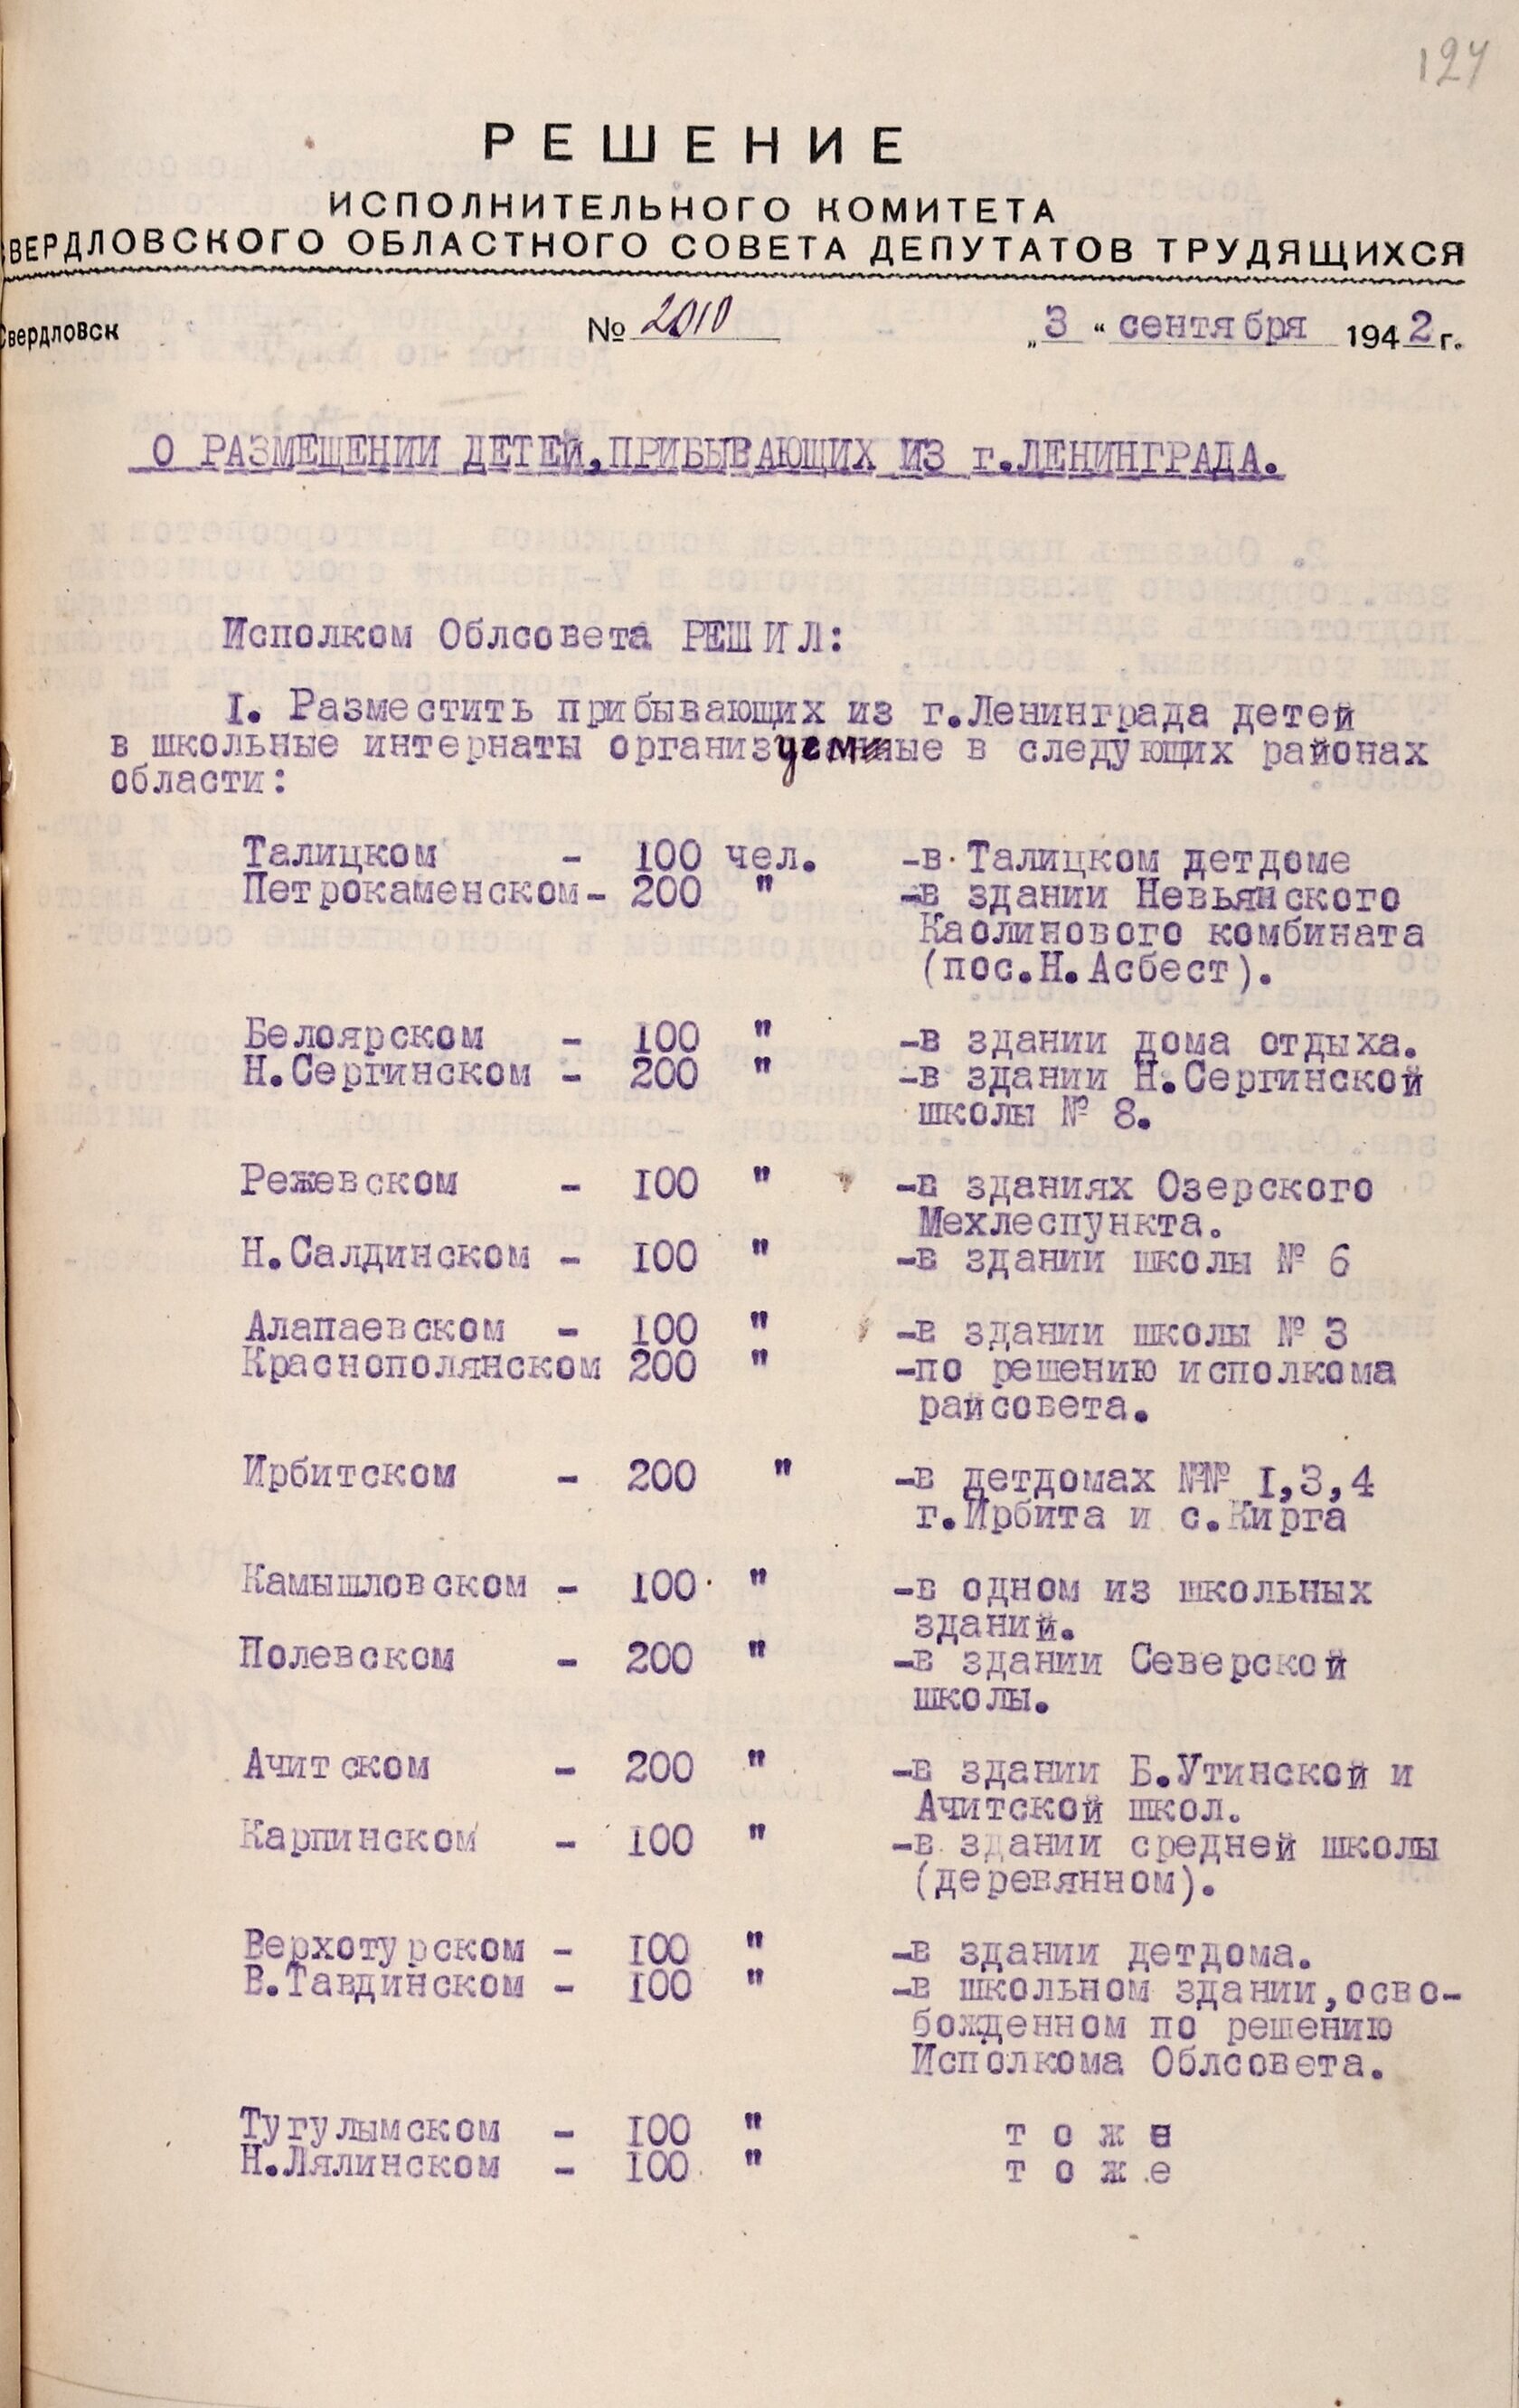 124
РЕШЕНИЕ
ИСПОЛНИТЕЛЬНОГО КОМИТЕТА
СВЕРДЛОВСКОГО ОБЛАСТНОГО СОВЕТА ДЕПУТАТОВ ТРУДЯЩИХСЯ
Свердловск № 2010 „3“ сентября 1942г.
О РАЗМЕЩЕНИИ ДЕТЕЙ,ПРИБЫВАЮЩИХ ИЗ г.ЛЕНИНГРАДА.
Исполком Облсовета РЕШИЛ:
I. Разместить прибывающих из г.Ленинграда детей
в школьные интернаты организуемые в следующих районах
области:
Талицком - 100 чел. -в Талицком детдоме
Петрокаменском- 200 " -в здании Невьянского
Каолинового комбината
(пос.Н.Асбест).
Белоярском - 100 " -в здании дома отдыха.
Н.Сергинском - 200 " -в здании Н.Сергинской
школы № 8.
Режевском - 100 " -в зданиях Озерского
Мехлеспункта.
Н.Салдинском - 100 " -в здании школы № 6
Алапаевском - 100 " -в здании школы № 3
Краснополянском 200 " -по решению исполкома
райсовета.
Ирбитском - 200 " -в детдомах №№ 1,3,4
г.Ирбита и с.Кирга
Камышловском - 100 " -в одном из школьных
зданий.
Полевском - 200 " -в здании Северской
школы.
Ачитском - 200 " -в здании Б.Утинской и
Ачитской школ.
Карпинском - 100 " -в здании средней школы
(деревянном).
Верхотурском - 100 " -в здании детдома.
В.Тавдинском - 100 " -в школьном здании,осво-
божденном по решению
Исполкома Облсовета.
Тугулымском - 100 " т о ж е
Н.Лялинском - 100 " т о ж е